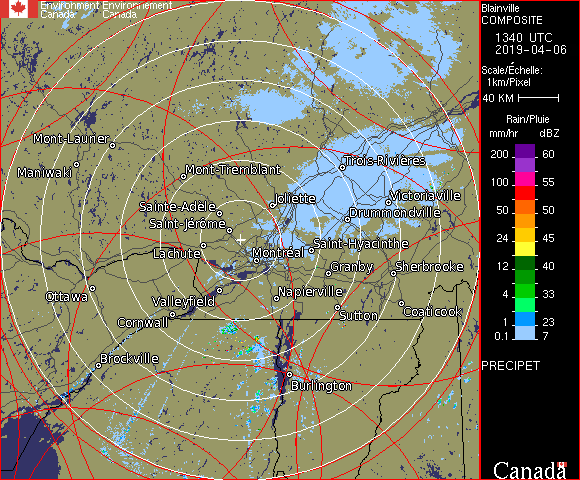 Environment Environnement
Canada Canada
Blainville
COMPOSITE
1340 UTC
2019-04-06
Scale/Échelle:
1km/Pixel
40 KM
Rain/Pluie
mm/hr dBZ
200 60
100 55
50 50
24 45
12 40
4 33
1 23
0.1 7
PRECIPET
Canada
Mont-Laurier
Maniwaki
Mont-Tremblant
Trois-Rivières
Sainte-Adèle
Joliette
Victoriaville
Saint-Jérôme
Drummondville
Lachute
Montréal
Saint-Hyacinthe
Granby
Sherbrooke
Ottawa
Valleyfield
Napierville
Cornwall
Sutton
Coaticook
Brockville
Burlington